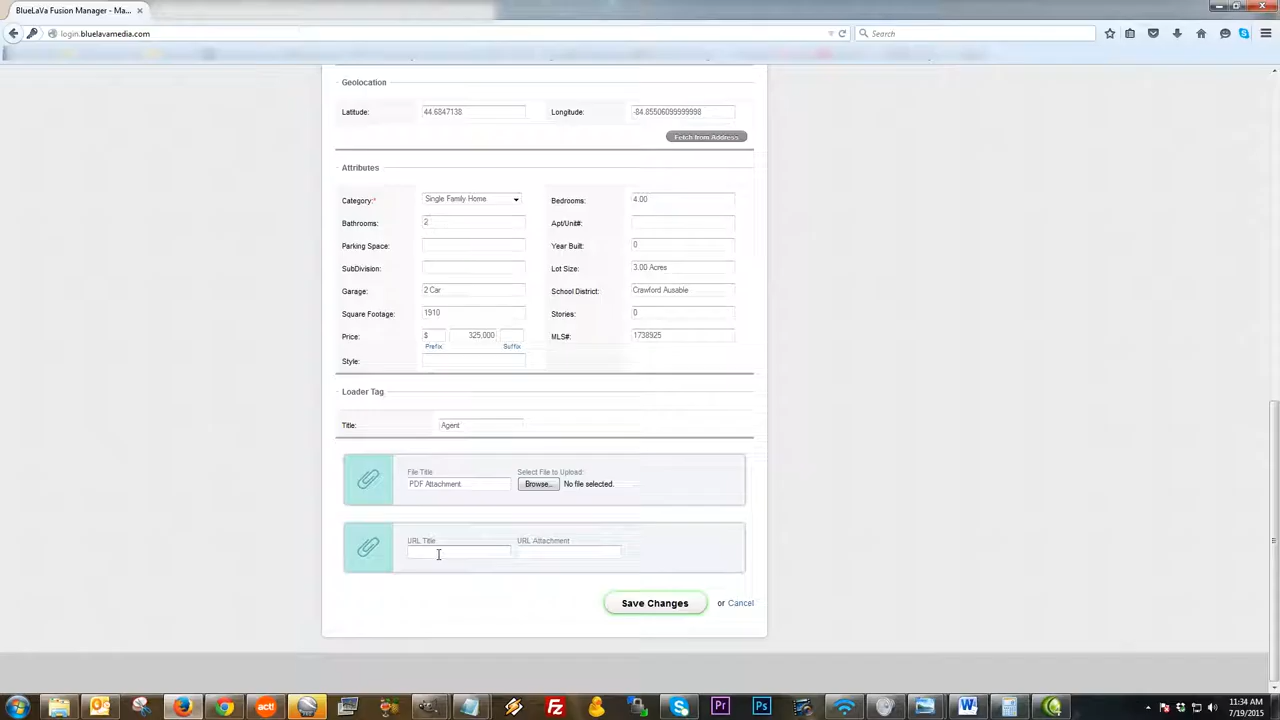 BlueLaVa Fusion Manager - Ma... ×
login.bluelavamedia.com
Search
Geolocation
Latitude: 44.6847138 Longitude: -84.85506099999998
Fetch from Address
Attributes
Category:* Single Family Home Bedrooms: 4.00
Bathrooms: 2 Apt/Unit#:
Parking Space: Year Built: 0
SubDivision: Lot Size: 3.00 Acres
Garage: 2 Car School District: Crawford Ausable
Square Footage: 1910 Stories: 0
Price: $ 325,000 MLS#: 1738925
Prefix Suffix
Style:
Loader Tag
Title: Agent
File Title Select File to Upload:
PDF Attachment Browse.. No file selected.
URL Title URL Attachment
Save Changes or Cancel
act! Pr Ps
11:34 AM
7/19/2015